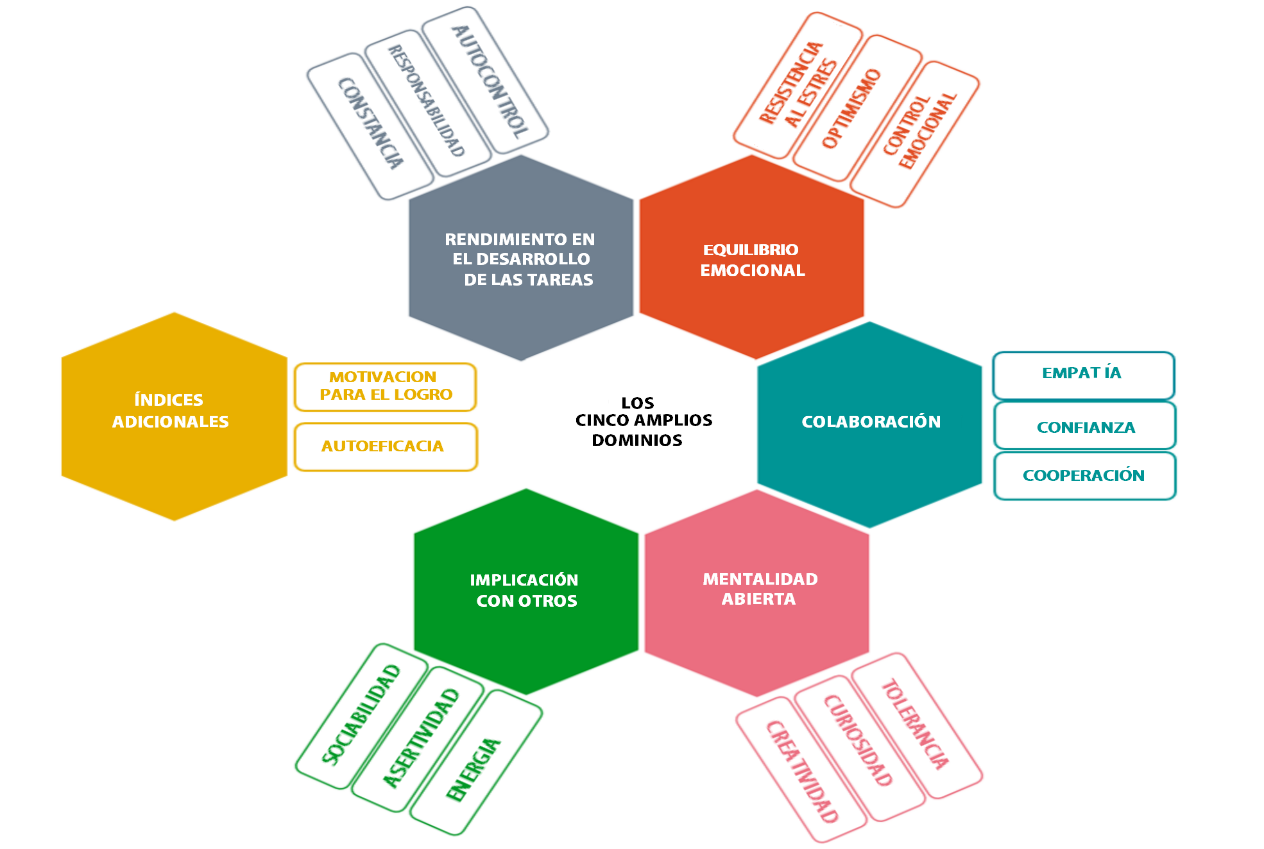 CONSTANCIA
RESPONSABILIDAD
AUTOCONTROL
RENDIMIENTO EN
EL DESARROLLO
DE LAS TAREAS
RESISTENCIA
AL ESTRES
OPTIMISMO
CONTROL
EMOCIONAL
EQUILIBRIO
EMOCIONAL
ÍNDICES
ADICIONALES
MOTIVACION
PARA EL LOGRO
AUTOEFICACIA
LOS
CINCO AMPLIOS
DOMINIOS
COLABORACIÓN
EMPAT ÍA
CONFIANZA
COOPERACIÓN
IMPLICACIÓN
CON OTROS
SOCIABILIDAD
ASERTIVIDAD
ENERGIA
MENTALIDAD
ABIERTA
CREATIVIDAD
CURIOSIDAD
TOLERANCIA